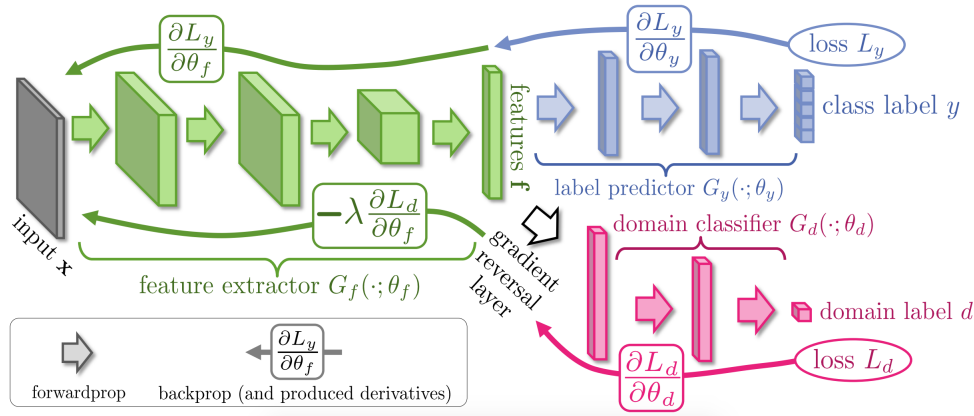 ∂L_y/∂θ_f
∂L_y/∂θ_y
loss L_y
features f
class label y
label predictor G_y(·; θ_y)
input x
−λ ∂L_d/∂θ_f
feature extractor G_f(·; θ_f)
gradient
reversal
layer
domain classifier G_d(·; θ_d)
domain label d
∂L_d/∂θ_d
loss L_d
forwardprop
∂L_y/∂θ_f
backprop (and produced derivatives)